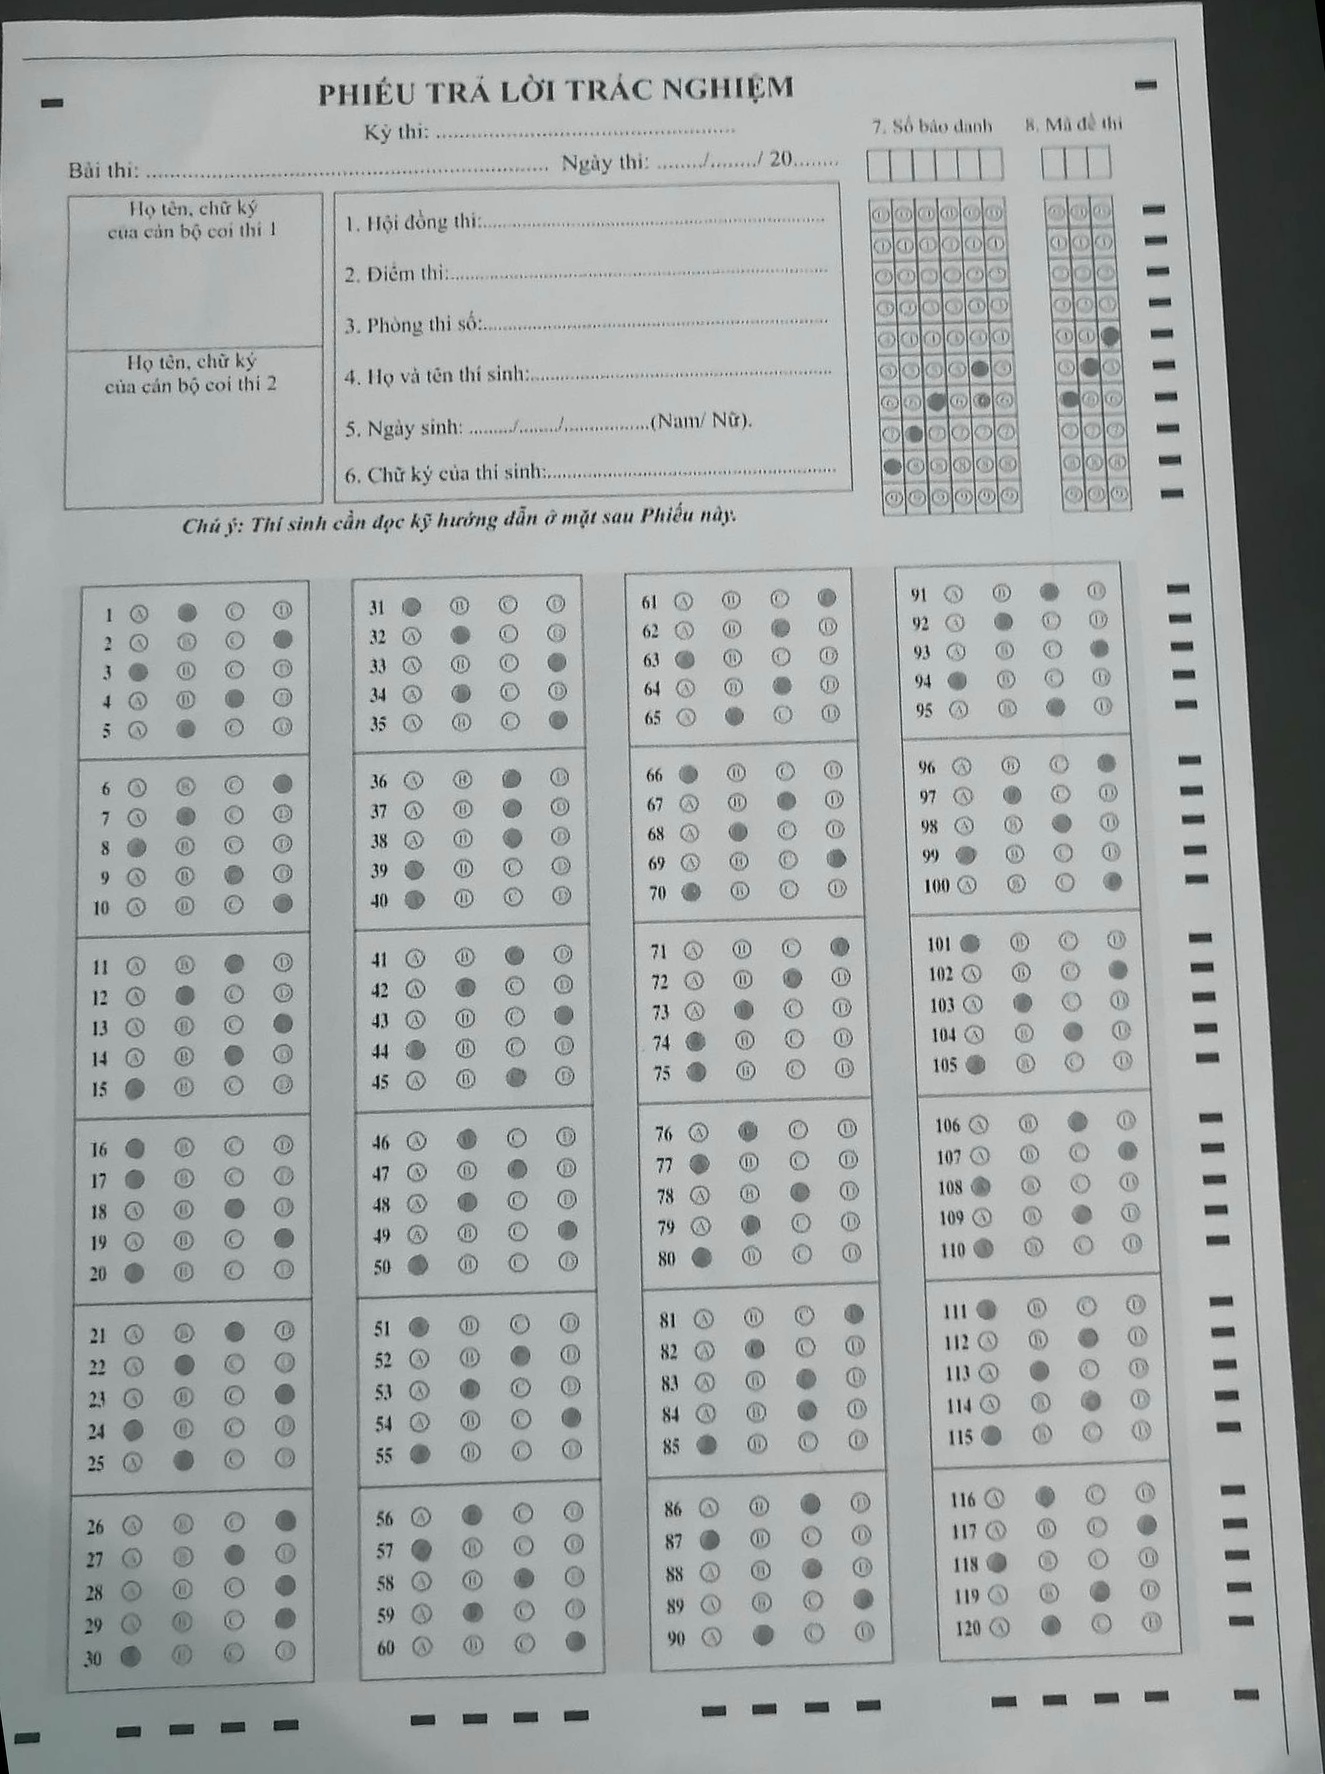 PHIẾU TRẢ LỜI TRẮC NGHIỆM
Kỳ thi: ................................................
Bài thi: ................................................ Ngày thi: ......../......../ 20........
7. Số báo danh
8. Mã đề thi
Họ tên, chữ ký
của cán bộ coi thi 1
Họ tên, chữ ký
của cán bộ coi thi 2
1. Hội đồng thi:................................................
2. Điểm thi:................................................
3. Phòng thi số:................................................
4. Họ và tên thí sinh:................................................
5. Ngày sinh: ......../......../................(Nam/ Nữ).
6. Chữ ký của thí sinh:................................................
Chú ý: Thí sinh cần đọc kỹ hướng dẫn ở mặt sau Phiếu này.
1 A C D
2 A B C
3 B C D
4 A B D
5 A C D
6 A B C
7 A C D
8 B C D
9 A B D
10 A B C
11 A B D
12 A C D
13 A B C
14 A B D
15 B C D
16 B C D
17 B C D
18 A B D
19 A B C
20 B C D
21 A B D
22 A C D
23 A B C
24 B C D
25 A C D
26 A B C
27 A B D
28 A B C
29 A B C
30 B C D
31 B C D
32 A C D
33 A B C
34 A C D
35 A B C
36 A B D
37 A B D
38 A B D
39 B C D
40 B C D
41 A B D
42 A C D
43 A B C
44 B C D
45 A B D
46 A C D
47 A B D
48 A C D
49 A B C
50 B C D
51 B C D
52 A B D
53 A C D
54 A B C
55 B C D
56 A C D
57 B C D
58 A B D
59 A C D
60 A B C
61 A B C
62 A B D
63 B C D
64 A B D
65 A C D
66 B C D
67 A B D
68 A C D
69 A B C
70 B C D
71 A B C
72 A B D
73 A C D
74 B C D
75 B C D
76 A C D
77 B C D
78 A B D
79 A C D
80 B C D
81 A B C
82 A C D
83 A B D
84 A B D
85 B C D
86 A B D
87 B C D
88 A B D
89 A B C
90 A C D
91 A B D
92 A C D
93 A B C
94 B C D
95 A B D
96 A B C
97 A C D
98 A B D
99 B C D
100 A B C
101 B C D
102 A B C
103 A C D
104 A B D
105 B C D
106 A B D
107 A B C
108 B C D
109 A B D
110 B C D
111 B C D
112 A B D
113 A C D
114 A B D
115 B C D
116 A C D
117 A B C
118 B C D
119 A B D
120 A C D